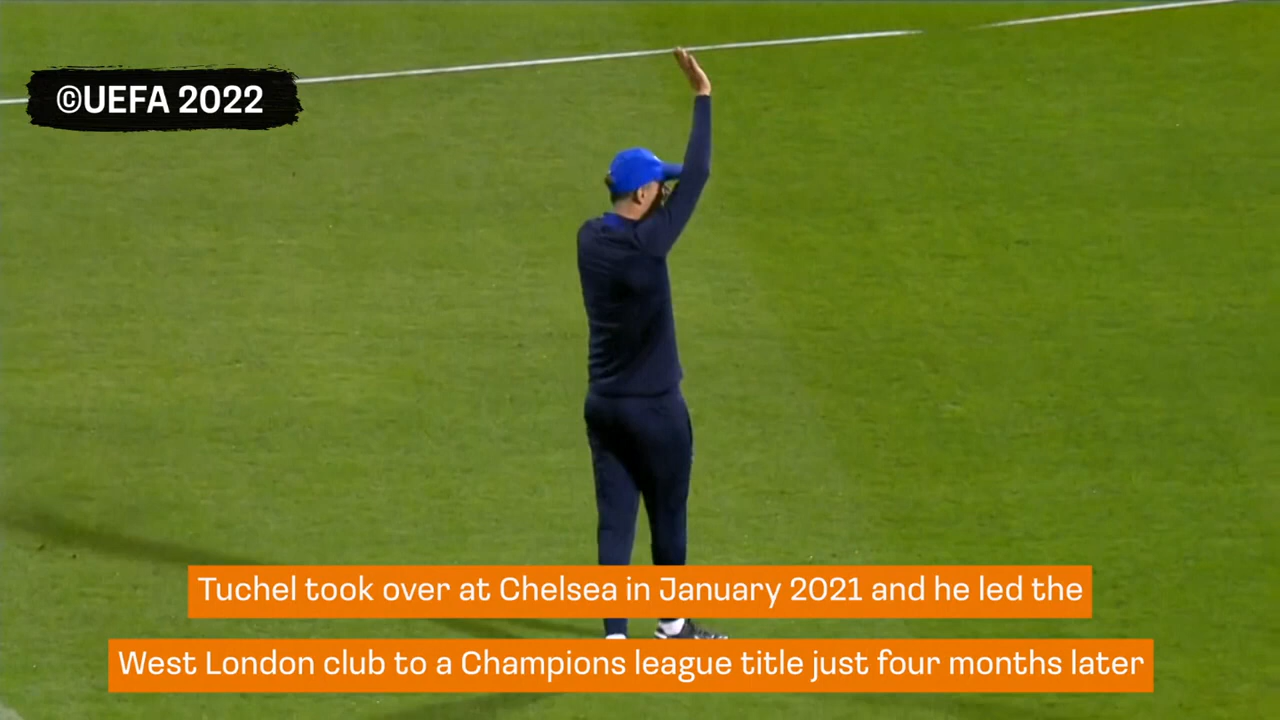 ©UEFA 2022
Tuchel took over at Chelsea in January 2021 and he led the
West London club to a Champions league title just four months later